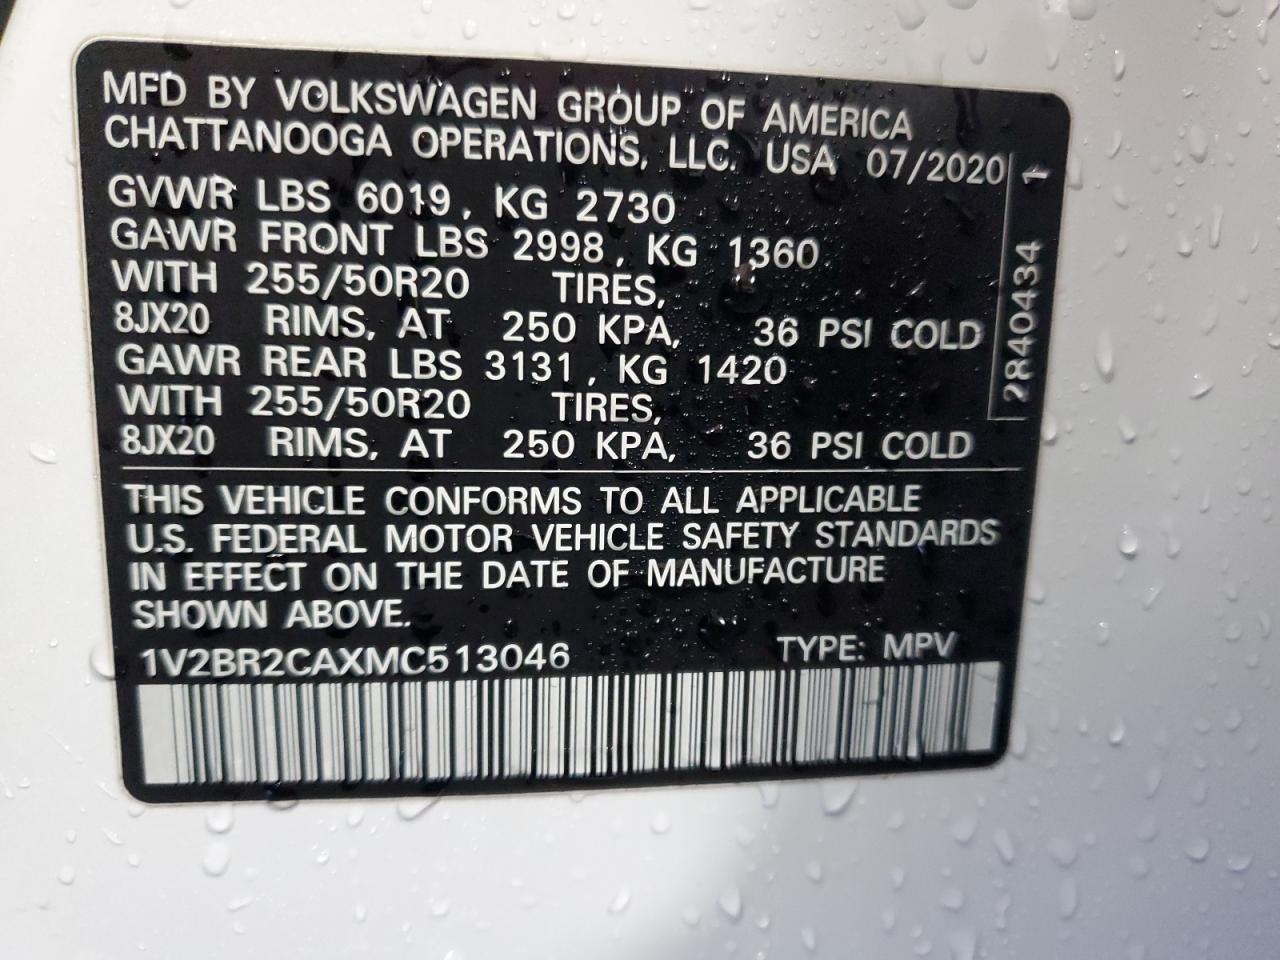 MFD BY VOLKSWAGEN GROUP OF AMERICA
CHATTANOOGA OPERATIONS, LLC. USA 07/2020
GVWR LBS 6019, KG 2730
GAWR FRONT LBS 2998, KG 1360
WITH 255/50R20 TIRES,
8JX20 RIMS, AT 250 KPA, 36 PSI COLD
GAWR REAR LBS 3131, KG 1420
WITH 255/50R20 TIRES,
8JX20 RIMS, AT 250 KPA, 36 PSI COLD
2840434 1
THIS VEHICLE CONFORMS TO ALL APPLICABLE
U.S. FEDERAL MOTOR VEHICLE SAFETY STANDARDS
IN EFFECT ON THE DATE OF MANUFACTURE
SHOWN ABOVE.
1V2BR2CAXMC513046 TYPE: MPV